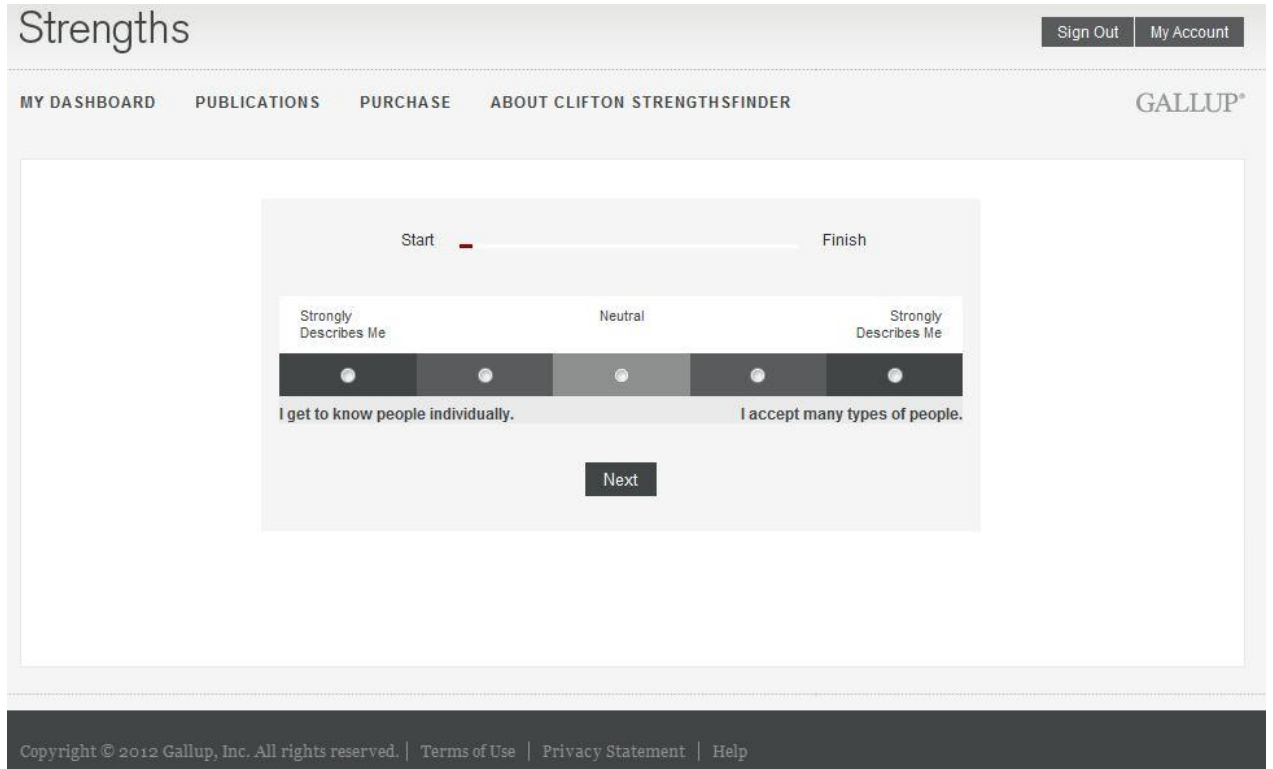 Strengths
Sign Out My Account
MY DASHBOARD PUBLICATIONS PURCHASE ABOUT CLIFTON STRENGTHSFINDER GALLUP®
Start Finish
Strongly Neutral Strongly
Describes Me Describes Me
I get to know people individually. I accept many types of people.
Next
Copyright © 2012 Gallup, Inc. All rights reserved. | Terms of Use | Privacy Statement | Help